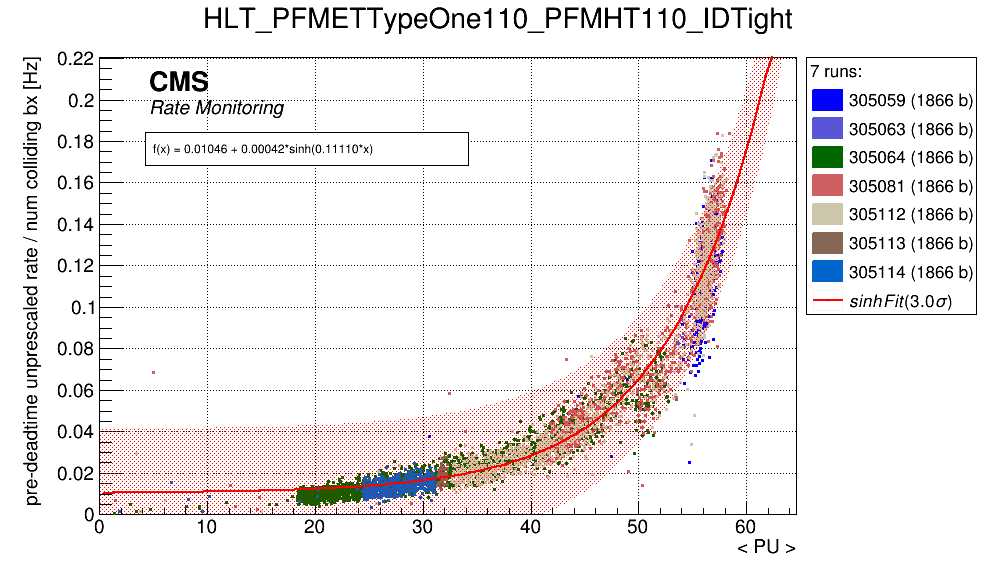 HLT_PFMETTypeOne110_PFMHT110_IDTight
pre-deadtime unprescaled rate / num colliding bx [Hz]
0.22
0.2
0.18
0.16
0.14
0.12
0.1
0.08
0.06
0.04
0.02
0
CMS
Rate Monitoring
f(x) = 0.01046 + 0.00042*sinh(0.11110*x)
0 10 20 30 40 50 60
< PU >
7 runs:
305059 (1866 b)
305063 (1866 b)
305064 (1866 b)
305081 (1866 b)
305112 (1866 b)
305113 (1866 b)
305114 (1866 b)
sinhFit(3.0σ)